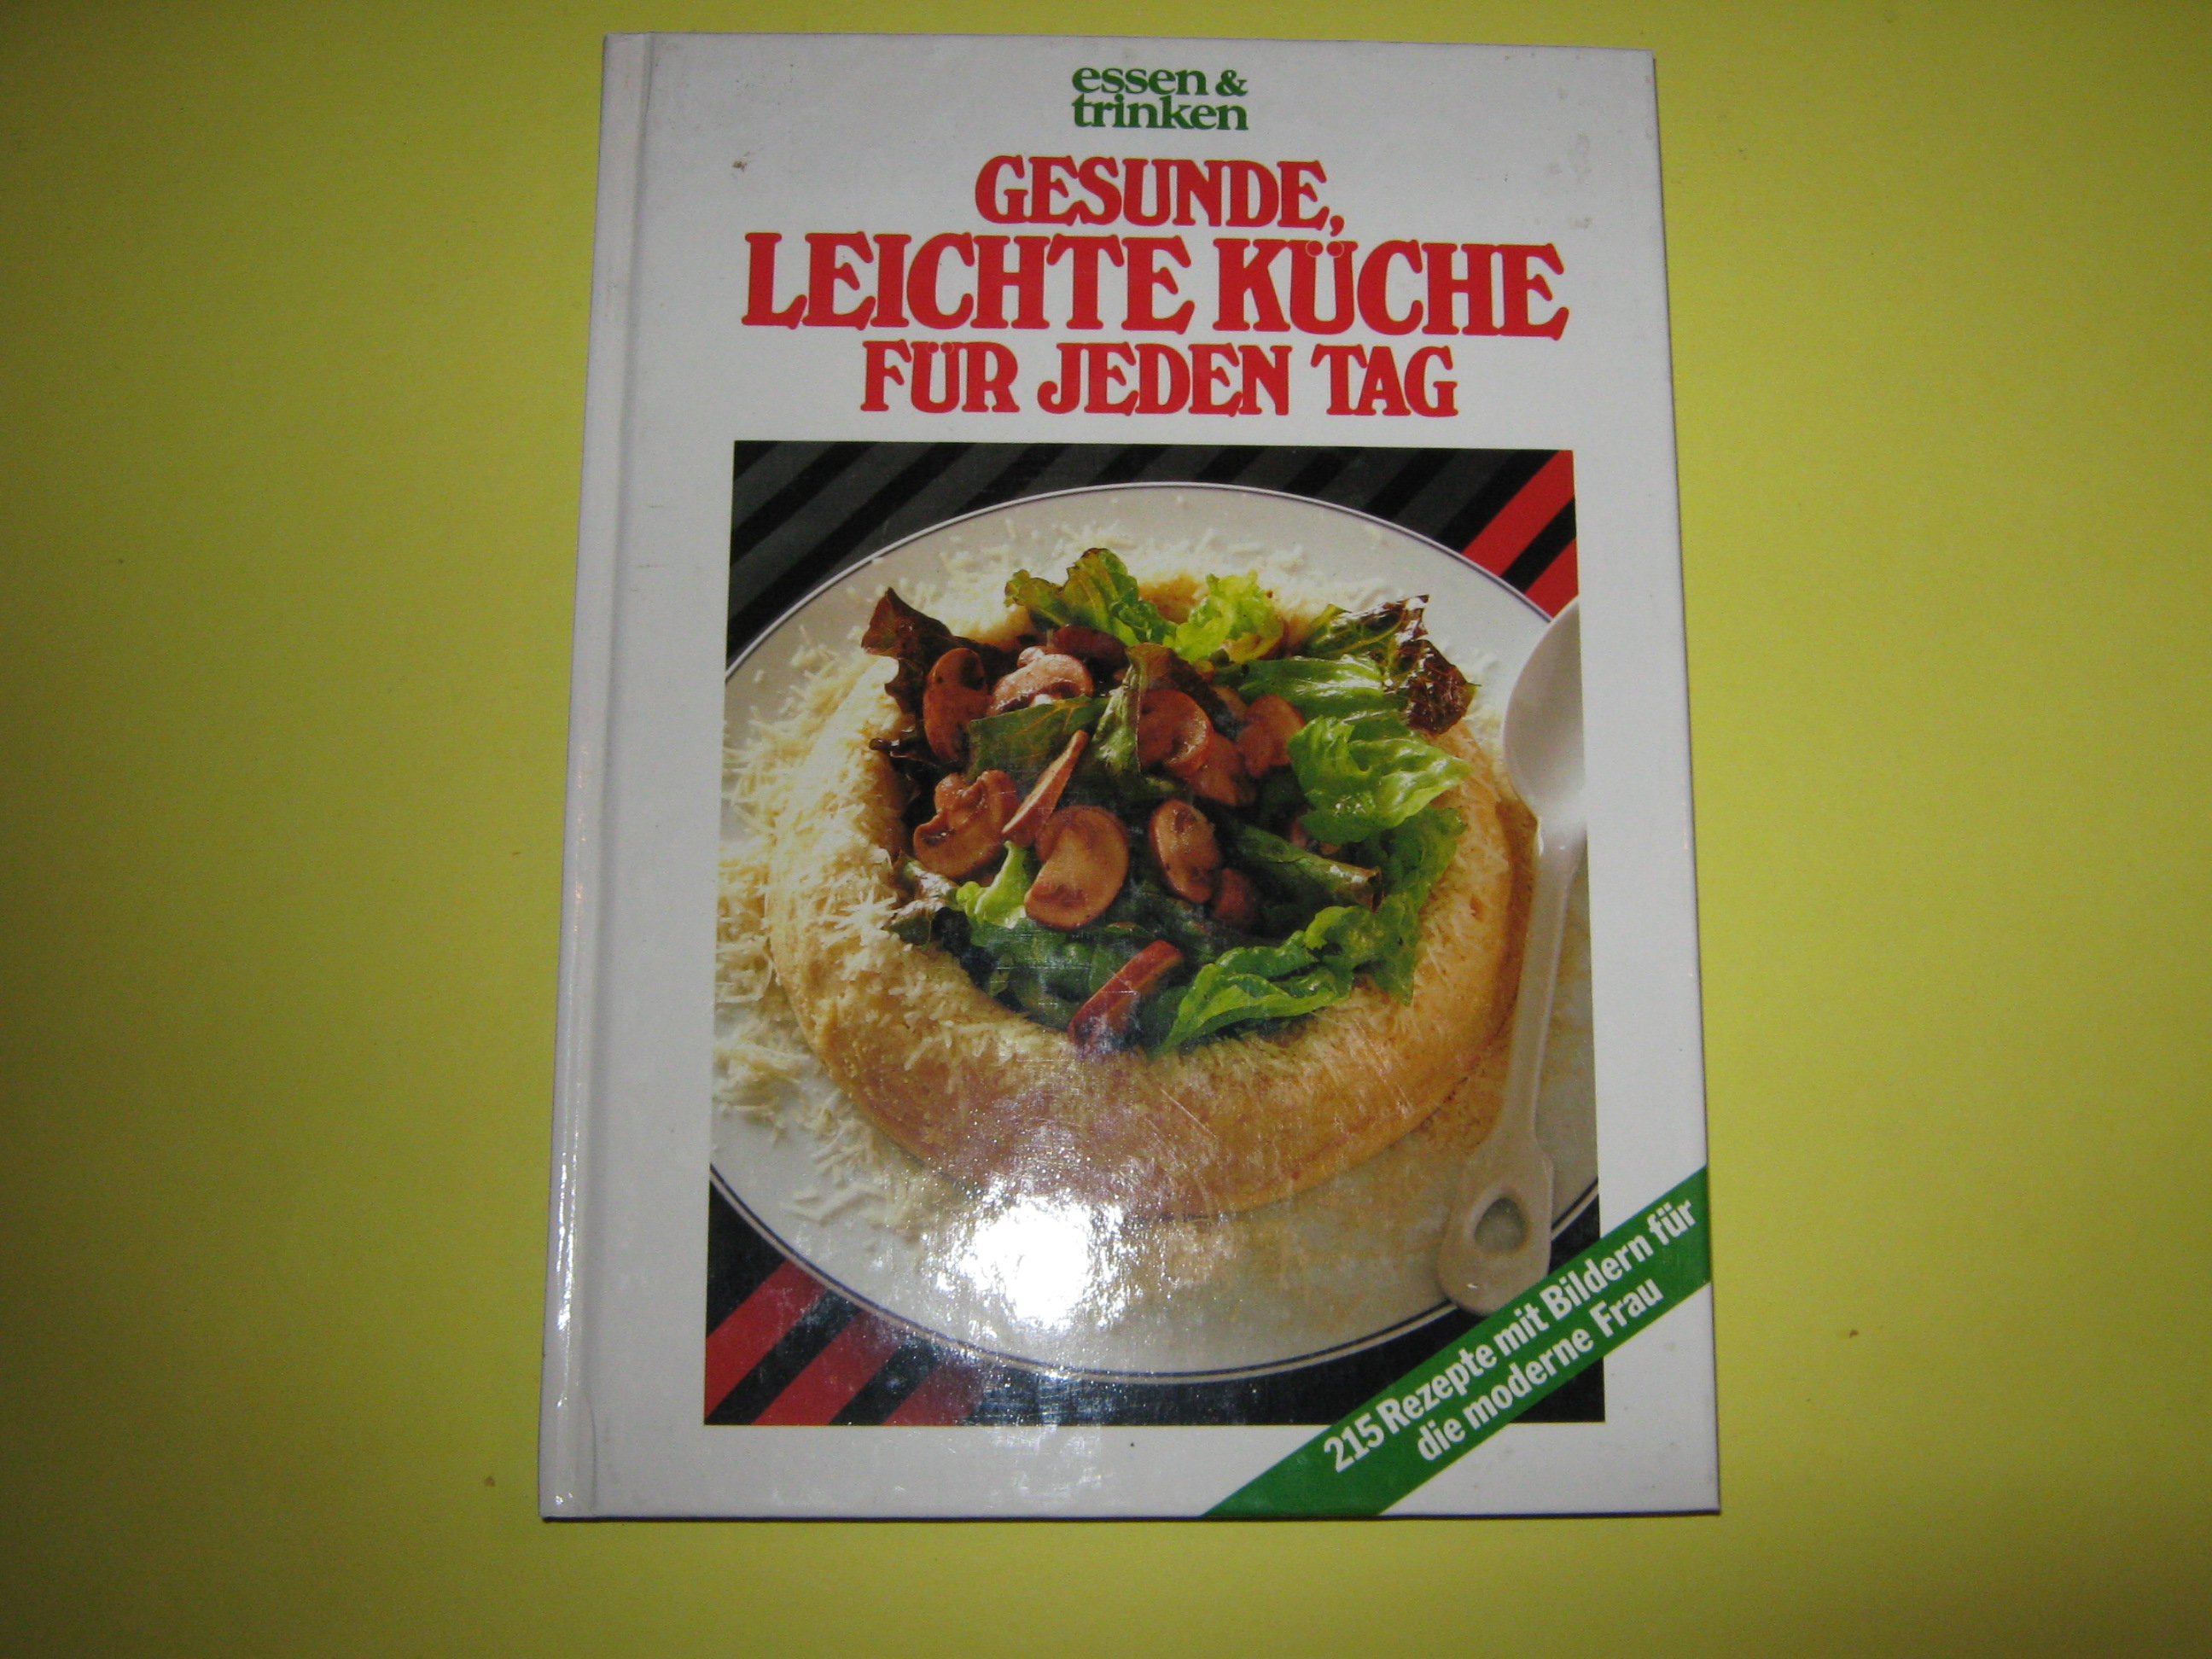 essen &
trinken
GESUNDE,
LEICHTE KÜCHE
FÜR JEDEN TAG
215 Rezepte mit Bildern für
die moderne Frau